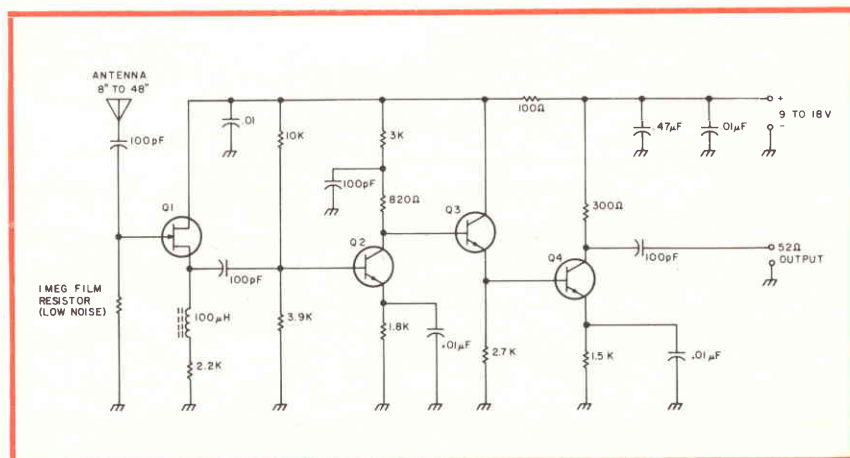 ANTENNA
8" TO 48"
100pF
Q1
1 MEG FILM
RESISTOR
(LOW NOISE)
.01
100pF
100µH
2.2K
10K
3.9K
3K
100pF
820Ω
Q2
1.8K
.01µF
Q3
2.7K
100Ω
300Ω
Q4
1.5K
.01µF
.47µF
.01µF
+
9 TO 18V
-
100pF
52Ω
OUTPUT